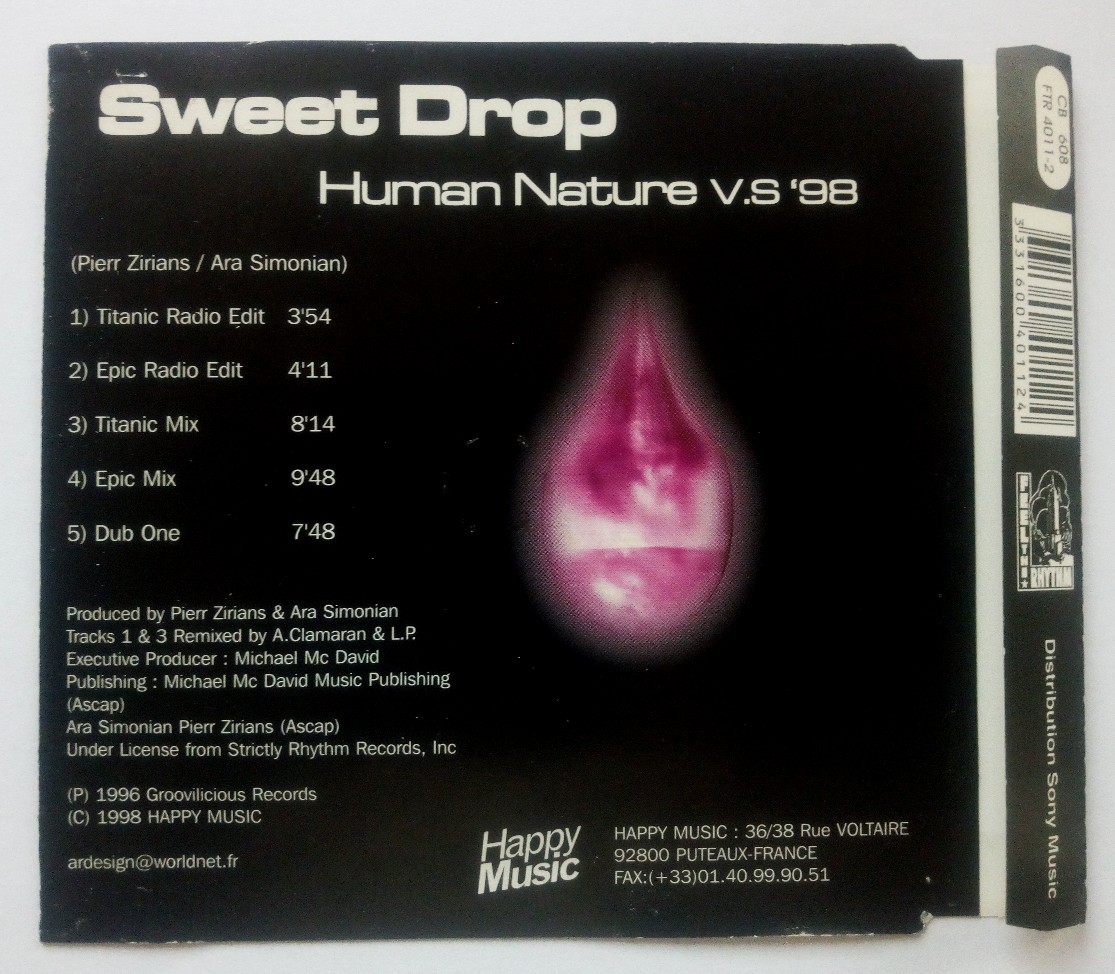 Sweet Drop
Human Nature V.S '98
(Pierr Zirians / Ara Simonian)
1) Titanic Radio Edit 3'54
2) Epic Radio Edit 4'11
3) Titanic Mix 8'14
4) Epic Mix 9'48
5) Dub One 7'48
Produced by Pierr Zirians & Ara Simonian
Tracks 1 & 3 Remixed by A.Clamaran & L.P.
Executive Producer : Michael Mc David
Publishing : Michael Mc David Music Publishing
(Ascap)
Ara Simonian Pierr Zirians (Ascap)
Under License from Strictly Rhythm Records, Inc
(P) 1996 Groovilicious Records
(C) 1998 HAPPY MUSIC
ardesign@worldnet.fr
Happy
Music
HAPPY MUSIC : 36/38 Rue VOLTAIRE
92800 PUTEAUX-FRANCE
FAX:(+33)01.40.99.90.51
CB 608
FTR 4011-2
3 331600 401124
FEEL THE
RHYTHM
Distribution Sony Music